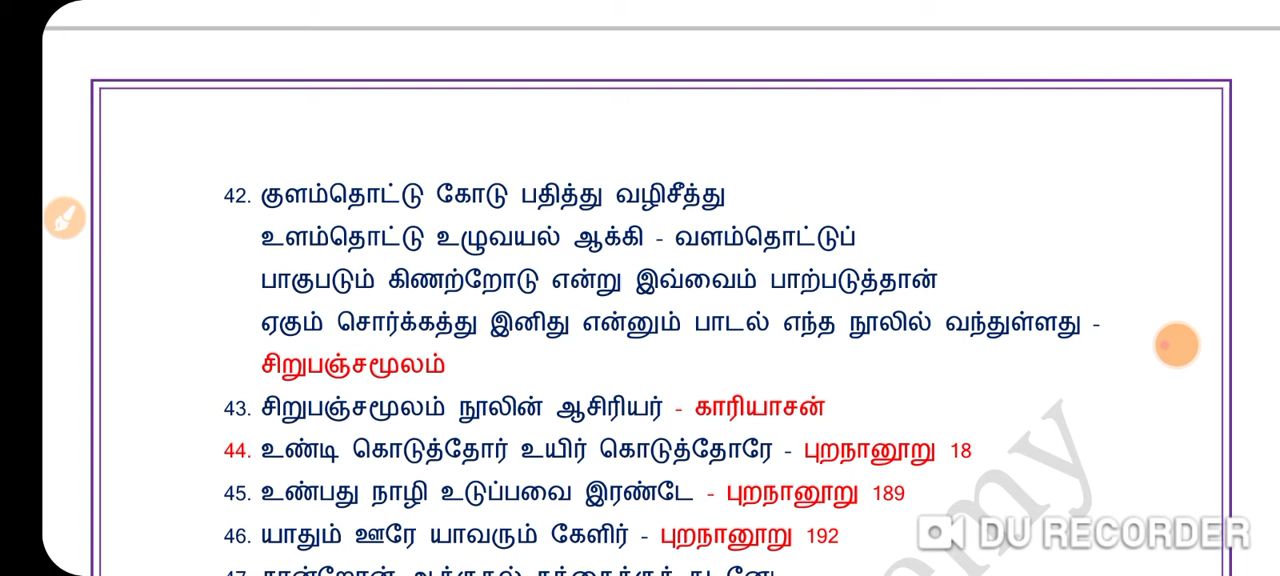 42. குளம்தொட்டு கோடு பதித்து வழிசீத்து
உளம்தொட்டு உழுவயல் ஆக்கி - வளம்தொட்டுப்
பாகுபடும் கிணற்றோடு என்று இவ்வைம் பாற்படுத்தான்
ஏகும் சொர்க்கத்து இனிது என்னும் பாடல் எந்த நூலில் வந்துள்ளது -
சிறுபஞ்சமூலம்
43. சிறுபஞ்சமூலம் நூலின் ஆசிரியர் - காரியாசன்
44. உண்டி கொடுத்தோர் உயிர் கொடுத்தோரே - புறநானூறு 18
45. உண்பது நாழி உடுப்பவை இரண்டே - புறநானூறு 189
46. யாதும் ஊரே யாவரும் கேளிர் - புறநானூறு 192
DU RECORDER